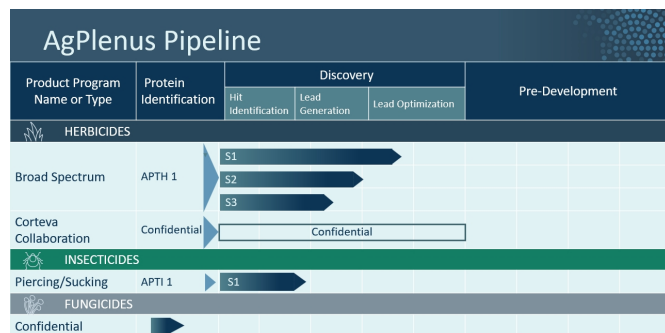 AgPlenus Pipeline
Product Program
Name or Type
Protein
Identification
Discovery
Hit
Identification
Lead
Generation
Lead Optimization
Pre-Development
HERBICIDES
Broad Spectrum
APTH 1
S1
S2
S3
Corteva
Collaboration
Confidential
Confidential
INSECTICIDES
Piercing/Sucking
APTI 1
S1
FUNGICIDES
Confidential